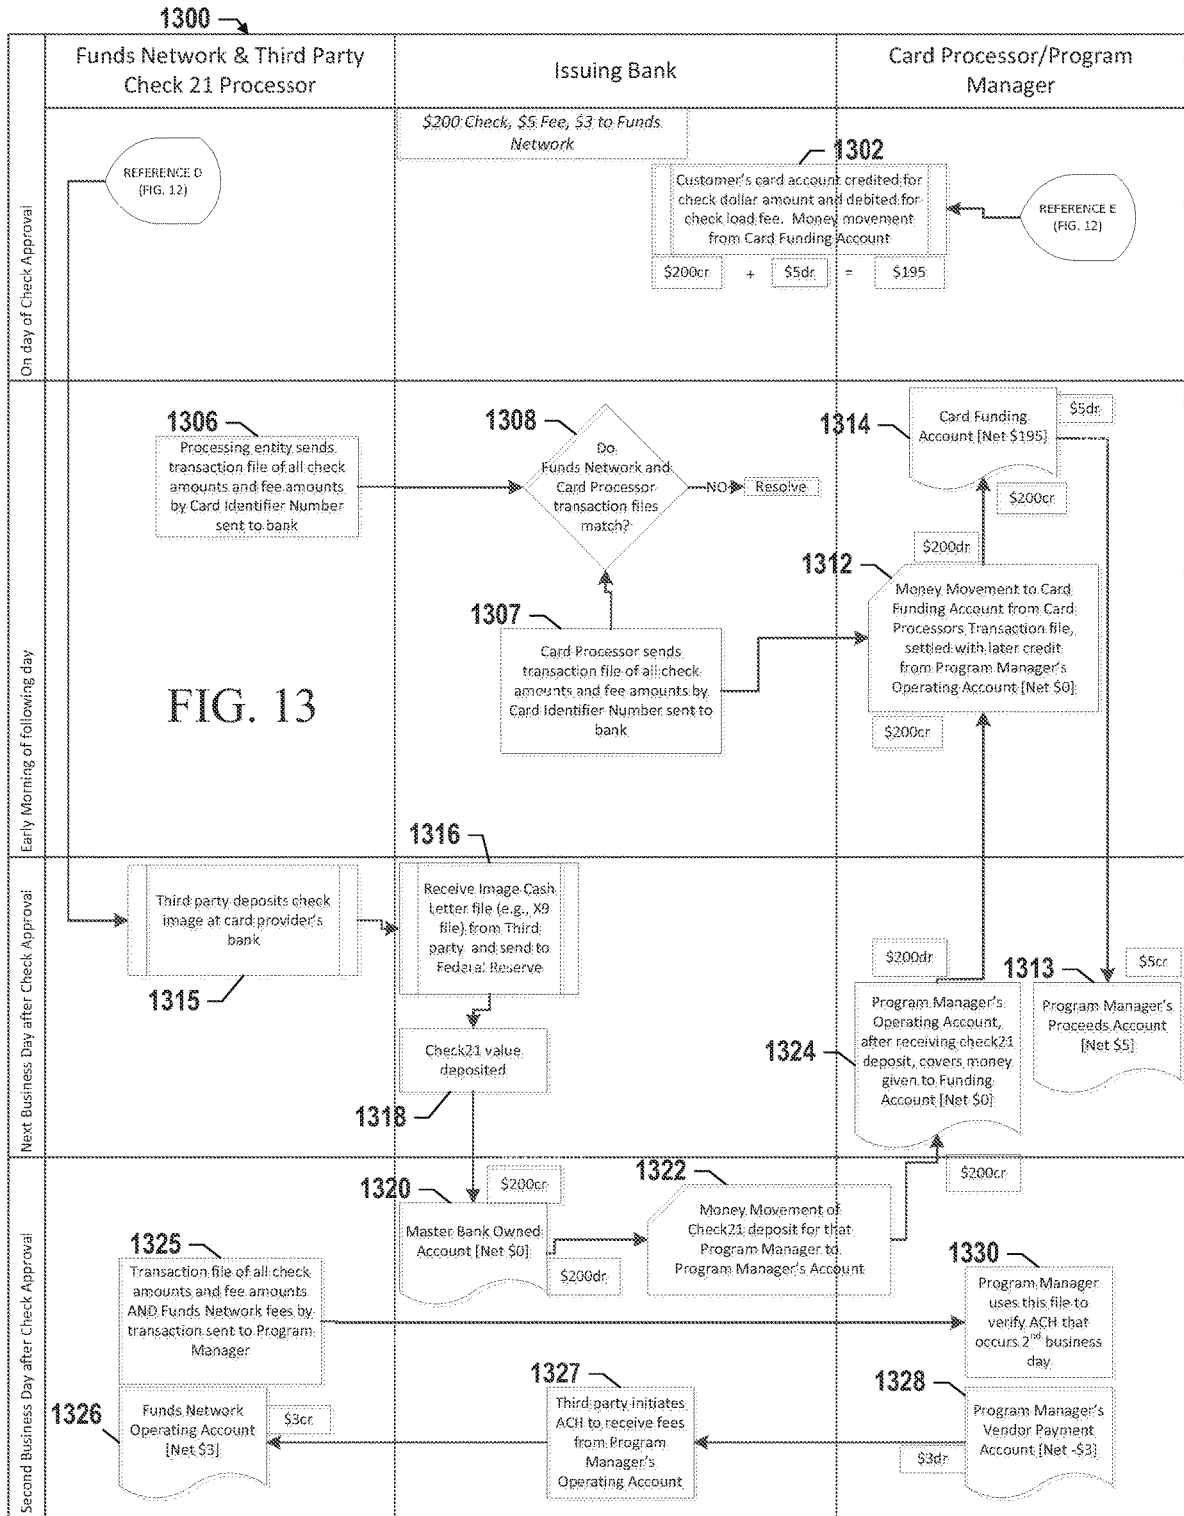 1300
Funds Network & Third Party
Check 21 Processor
Issuing Bank
Card Processor/Program
Manager
On day of Check Approval
$200 Check, $5 Fee, $3 to Funds
Network
REFERENCE D
(FIG. 12)
1302
Customer's card account credited for
check dollar amount and debited for
check load fee. Money movement
from Card Funding Account
$200cr
+
$5dr
=
$195
REFERENCE E
(FIG. 12)
Early Morning of following day
1306
Processing entity sends
transaction file of all check
amounts and fee amounts
by Card Identifier Number
sent to bank
1308
Do
Funds Network and
Card Processor
transaction files
match?
NO
Resolve
1314
Card Funding
Account [Net $195]
$5dr
$200cr
$200dr
1312
Money Movement to Card
Funding Account from Card
Processors Transaction file,
settled with later credit
from Program Manager's
Operating Account [Net $0]
$200cr
1307
Card Processor sends
transaction file of all check
amounts and fee amounts by
Card Identifier Number sent to
bank
FIG. 13
Next Business Day after Check Approval
Third party deposits check
image at card provider's
bank
1315
1316
Receive Image Cash
Letter file (e.g., X9
file) from Third
party and send to
Federal Reserve
Check21 value
deposited
1318
$200dr
1324
Program Manager's
Operating Account,
after receiving check21
deposit, covers money
given to Funding
Account [Net $0]
1313
$5cr
Program Manager's
Proceeds Account
[Net $5]
Second Business Day after Check Approval
1320
$200cr
Master Bank Owned
Account [Net $0]
$200dr
1322
Money Movement of
Check21 deposit for that
Program Manager to
Program Manager's Account
$200cr
1325
Transaction file of all check
amounts and fee amounts
AND Funds Network fees by
transaction sent to Program
Manager
1330
Program Manager
uses this file to
verify ACH that
occurs 2nd business
day.
1326
Funds Network
Operating Account
[Net $3]
$3cr
1327
Third party initiates
ACH to receive fees
from Program
Manager's
Operating Account
1328
Program Manager's
Vendor Payment
Account [Net -$3]
$3dr